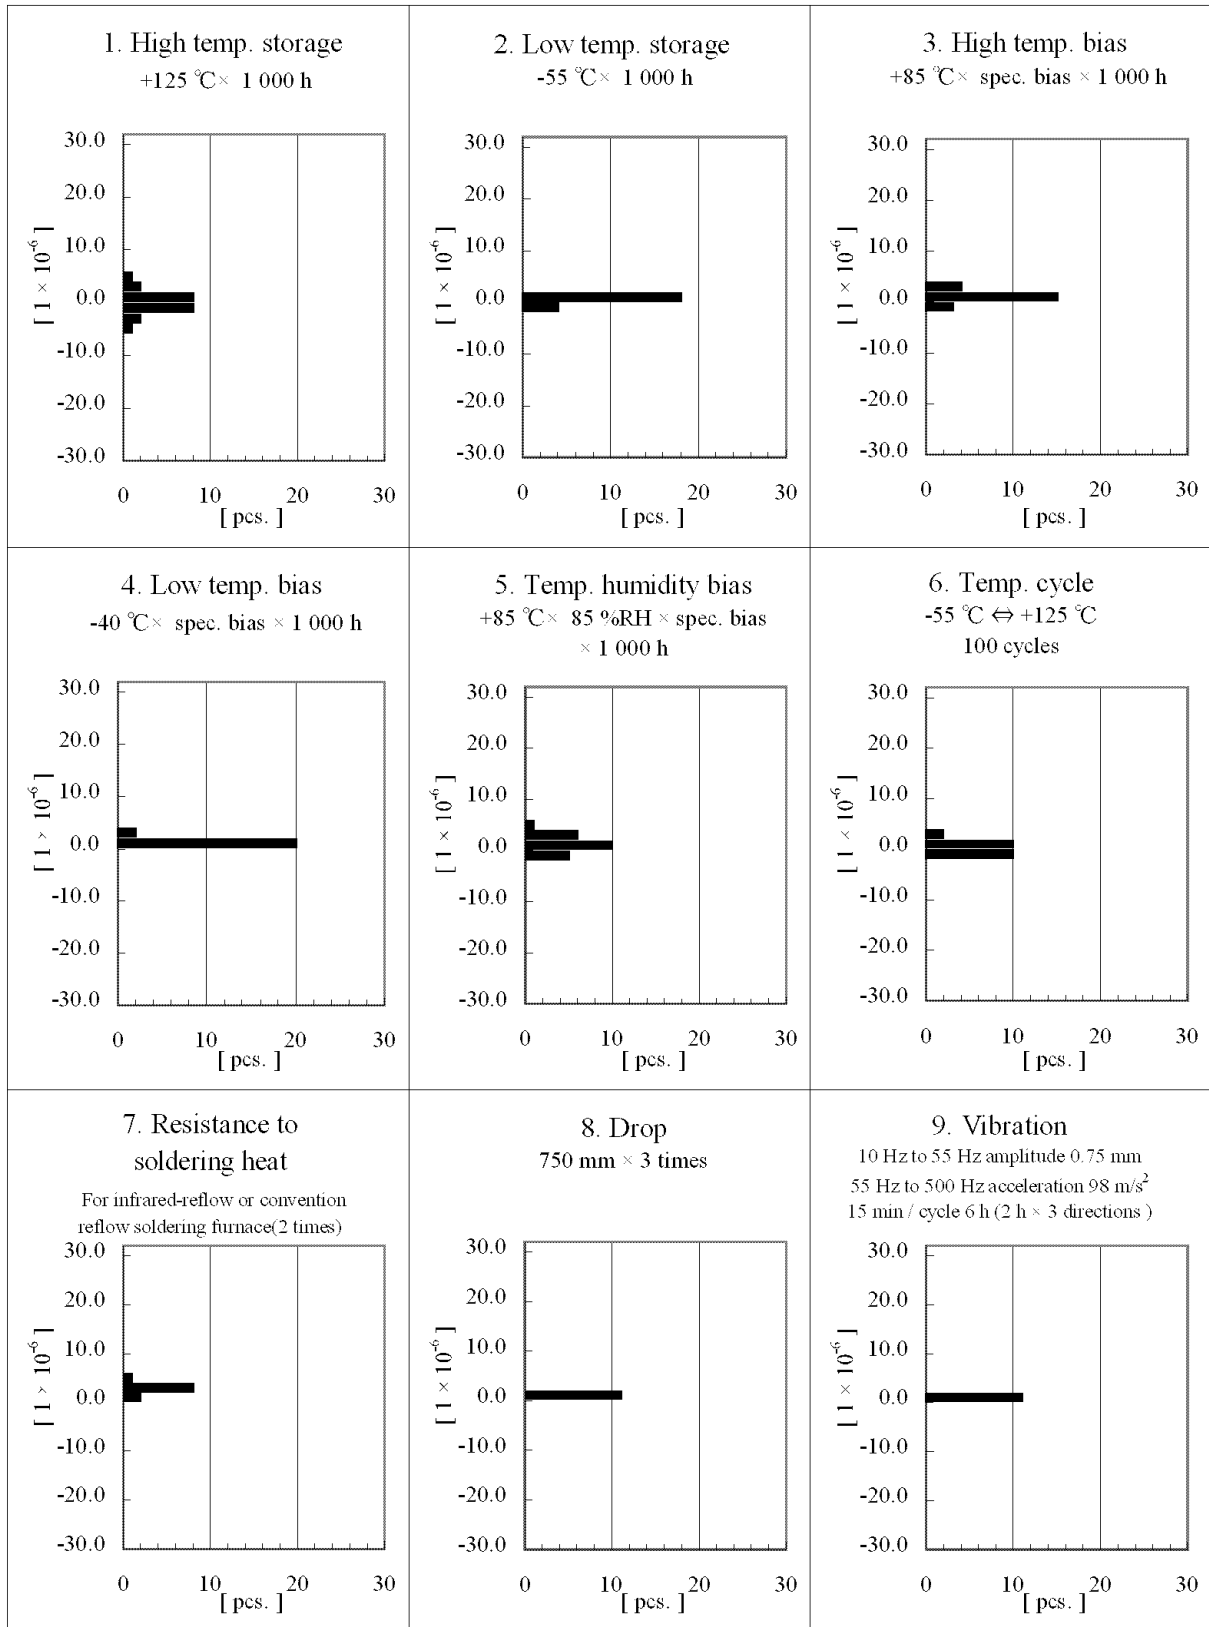 1. High temp. storage
+125 ℃× 1 000 h
30.0
20.0
10.0
0.0
-10.0
-20.0
-30.0
[ 1 × 10⁻⁶ ]
0 10 20 30
[ pcs. ]
2. Low temp. storage
-55 ℃× 1 000 h
30.0
20.0
10.0
0.0
-10.0
-20.0
-30.0
[ 1 × 10⁻⁶ ]
0 10 20 30
[ pcs. ]
3. High temp. bias
+85 ℃× spec. bias × 1 000 h
30.0
20.0
10.0
0.0
-10.0
-20.0
-30.0
[ 1 × 10⁻⁶ ]
0 10 20 30
[ pcs. ]
4. Low temp. bias
-40 ℃× spec. bias × 1 000 h
30.0
20.0
10.0
0.0
-10.0
-20.0
-30.0
[ 1 × 10⁻⁶ ]
0 10 20 30
[ pcs. ]
5. Temp. humidity bias
+85 ℃× 85 %RH × spec. bias
× 1 000 h
30.0
20.0
10.0
0.0
-10.0
-20.0
-30.0
[ 1 × 10⁻⁶ ]
0 10 20 30
[ pcs. ]
6. Temp. cycle
-55 ℃ ⇔ +125 ℃
100 cycles
30.0
20.0
10.0
0.0
-10.0
-20.0
-30.0
[ 1 × 10⁻⁶ ]
0 10 20 30
[ pcs. ]
7. Resistance to
soldering heat
For infrared-reflow or convention
reflow soldering furnace(2 times)
30.0
20.0
10.0
0.0
-10.0
-20.0
-30.0
[ 1 × 10⁻⁶ ]
0 10 20 30
[ pcs. ]
8. Drop
750 mm × 3 times
30.0
20.0
10.0
0.0
-10.0
-20.0
-30.0
[ 1 × 10⁻⁶ ]
0 10 20 30
[ pcs. ]
9. Vibration
10 Hz to 55 Hz amplitude 0.75 mm
55 Hz to 500 Hz acceleration 98 m/s²
15 min / cycle 6 h (2 h × 3 directions )
30.0
20.0
10.0
0.0
-10.0
-20.0
-30.0
[ 1 × 10⁻⁶ ]
0 10 20 30
[ pcs. ]